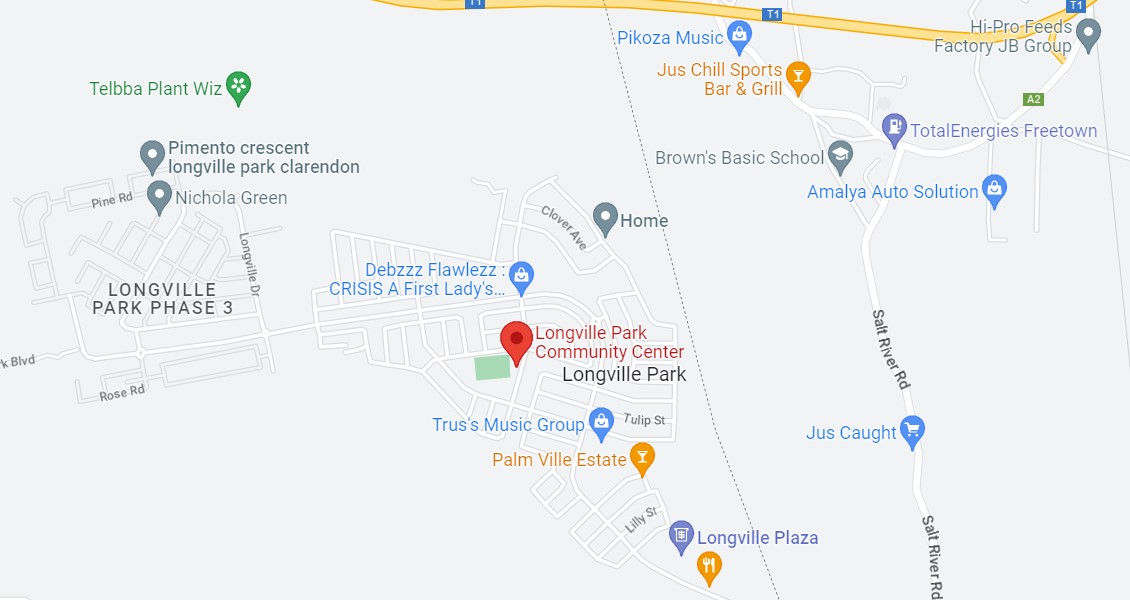 T1
T1
T1
Pikoza Music
Hi-Pro Feeds
Factory JB Group
Jus Chill Sports
Bar & Grill
Telbba Plant Wiz
A2
TotalEnergies Freetown
Pimento crescent
longville park clarendon
Brown's Basic School
Nichola Green
Pine Rd
Amalya Auto Solution
Clover Ave
Home
Longville Dr
Debzzz Flawlezz :
CRISIS A First Lady's...
LONGVILLE
PARK PHASE 3
Longville Park
Community Center
Longville Park
Salt River Rd
k Blvd
Rose Rd
Trus's Music Group
Tulip St
Jus Caught
Palm Ville Estate
Lilly St
Longville Plaza
Salt River Rd